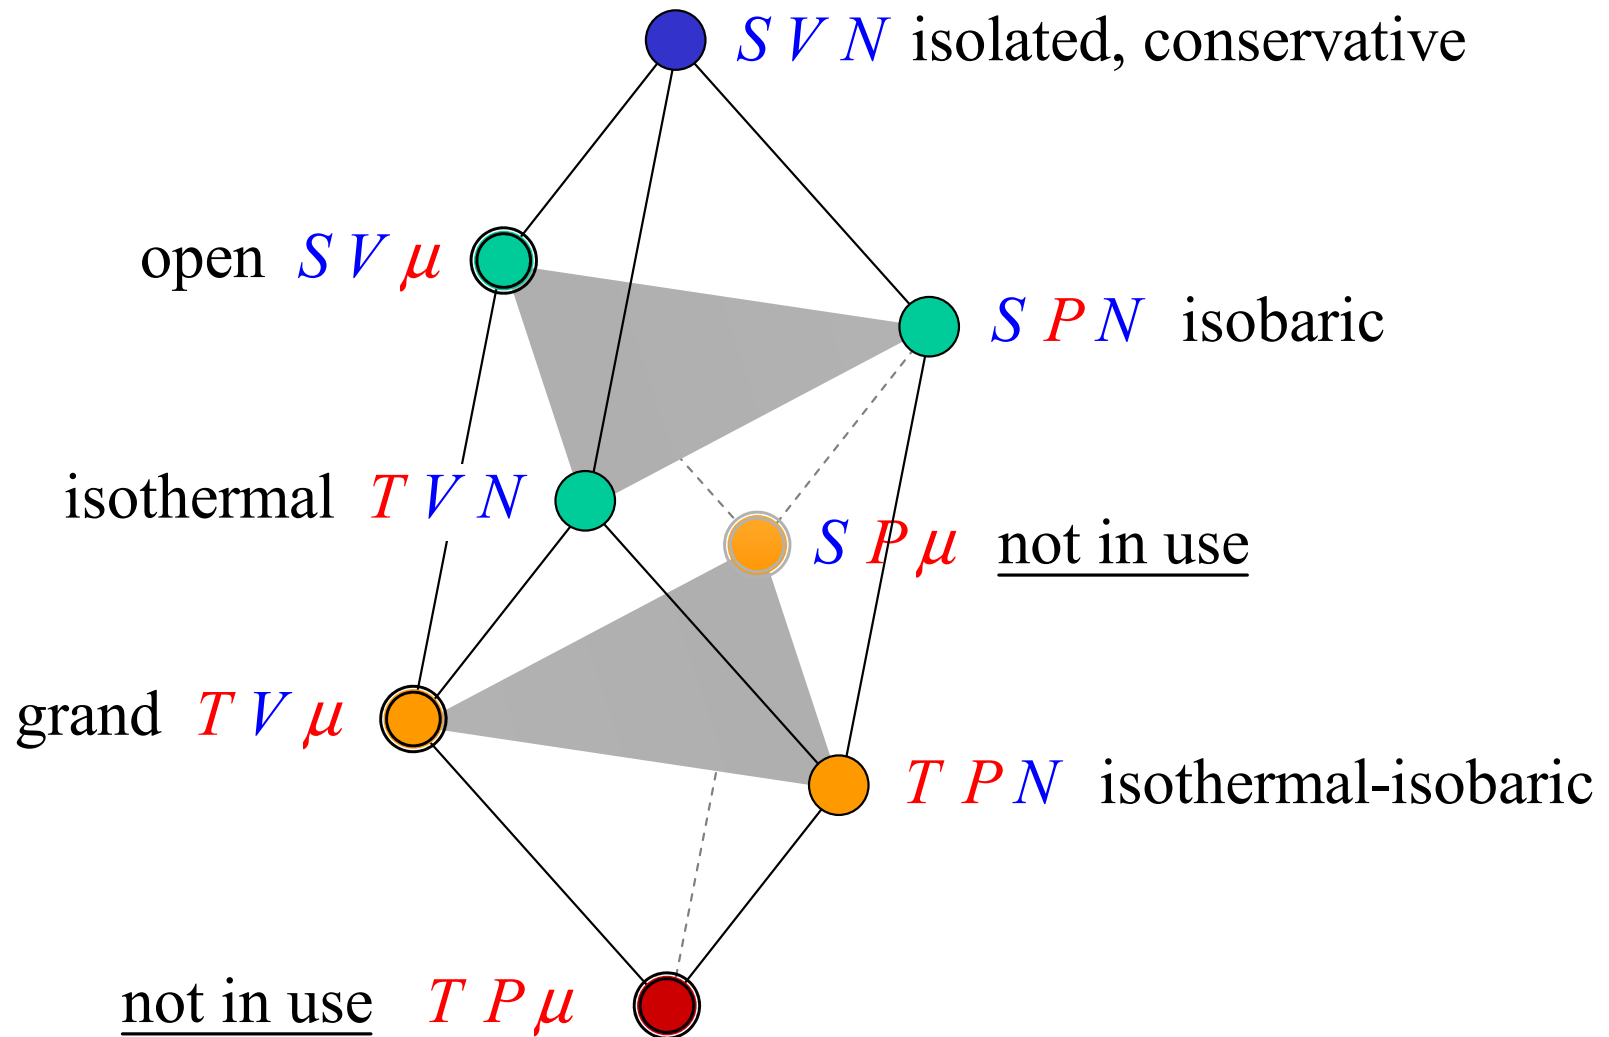 S V N isolated, conservative
open S V μ
S P N isobaric
isothermal T V N
S P μ not in use
grand T V μ
T P N isothermal-isobaric
not in use T P μ